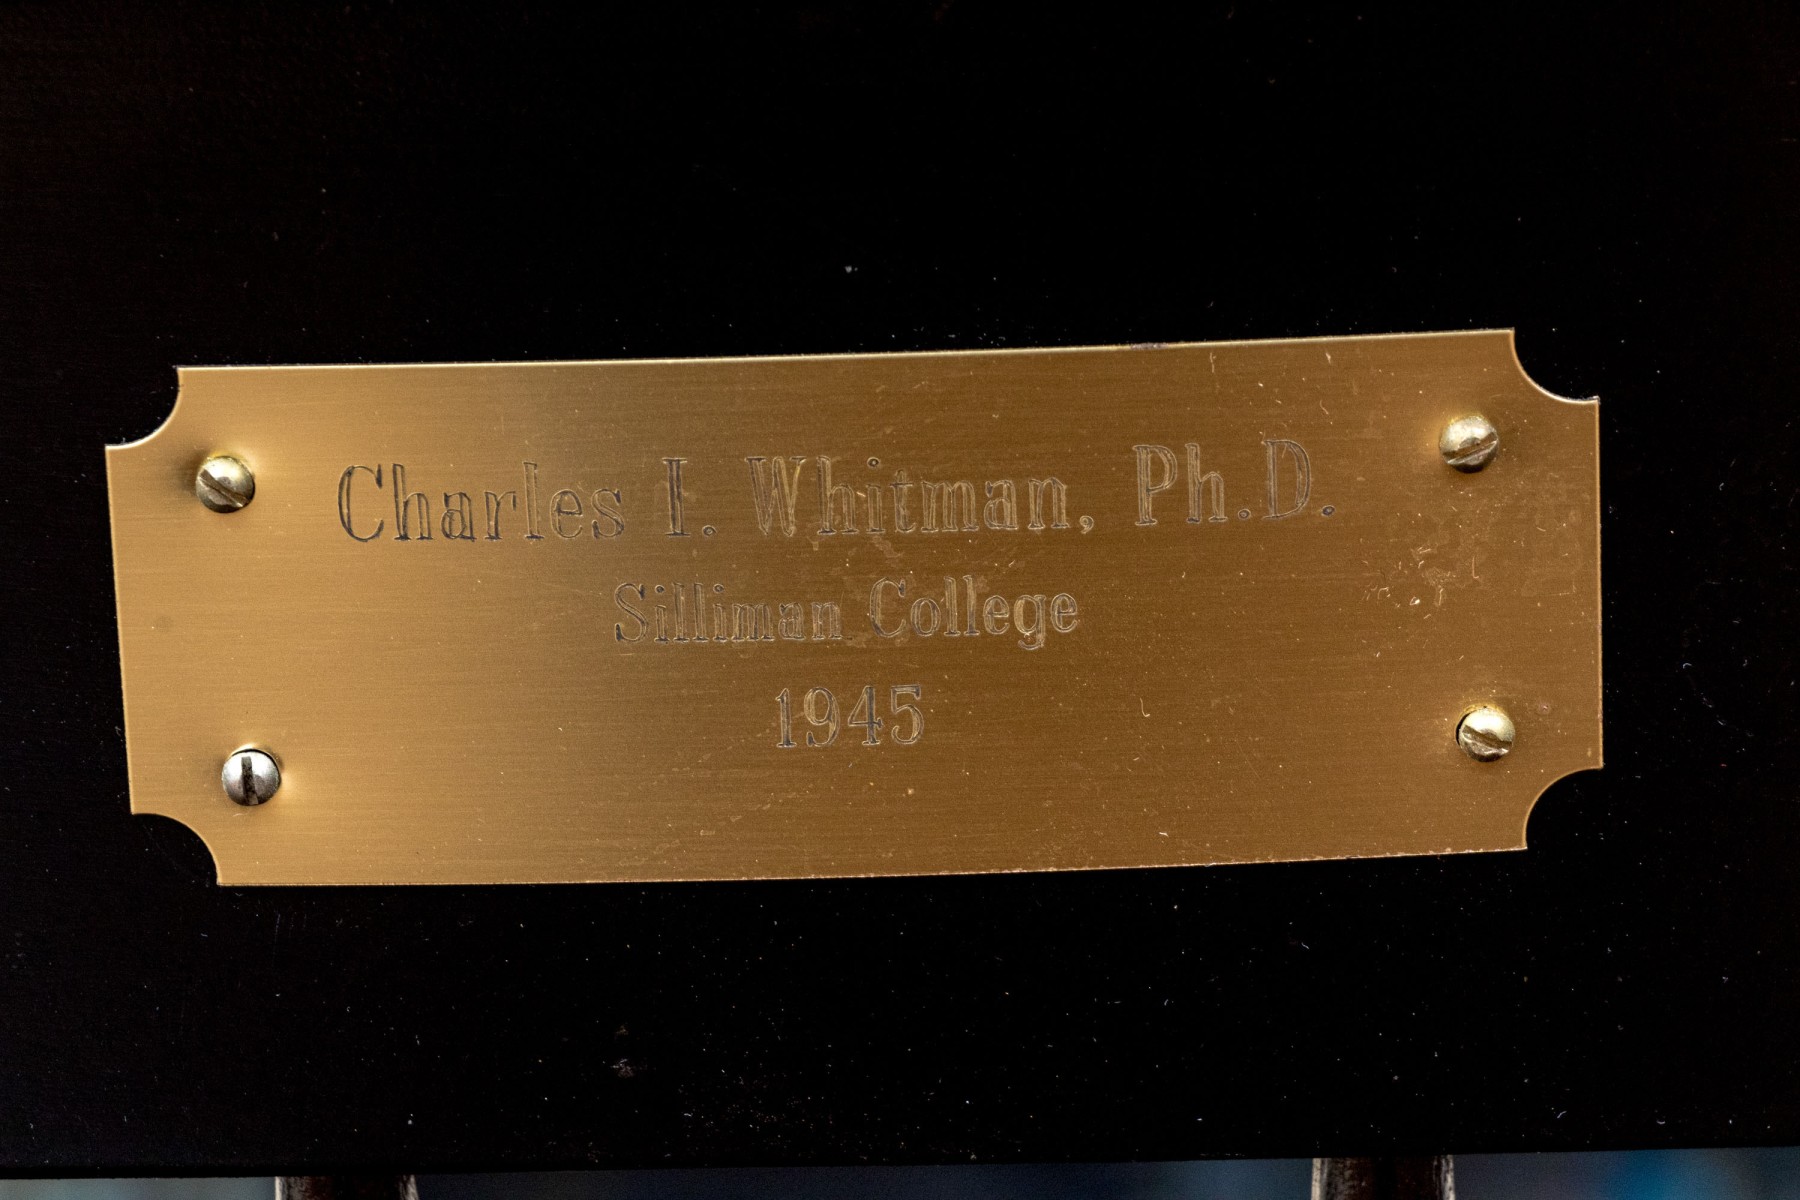 Charles I. Whitman, Ph.D.
Silliman College
1945